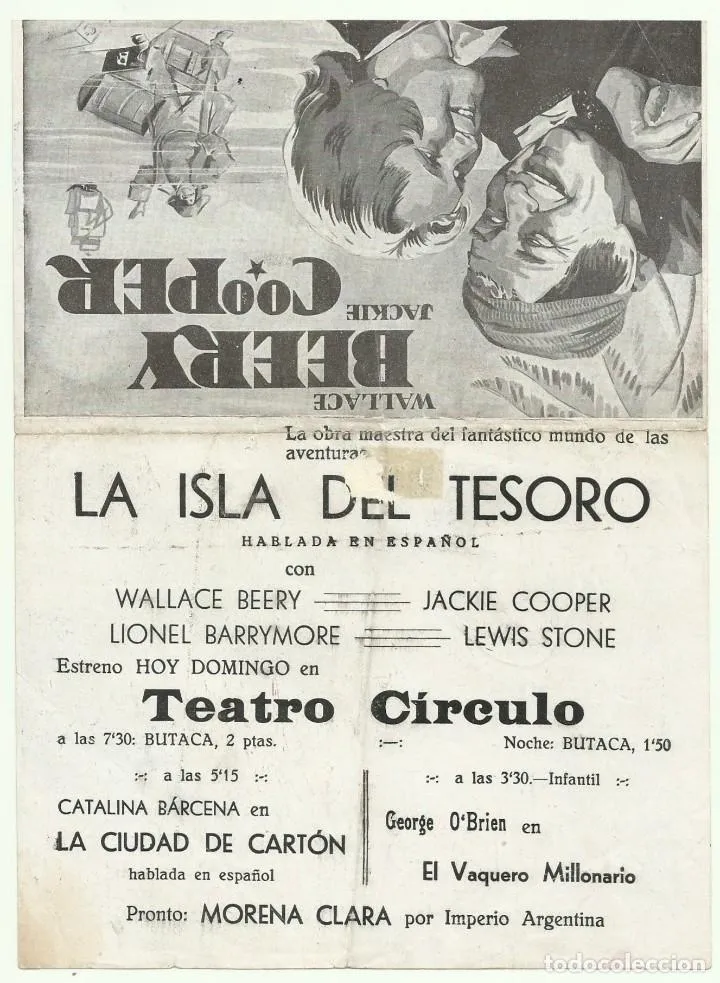 WALLACE
BEERY
JACKIE
COOPER
La obra maestra del fantástico mundo de las
aventuras
LA ISLA DEL TESORO
HABLADA EN ESPAÑOL
con
WALLACE BEERY JACKIE COOPER
LIONEL BARRYMORE LEWIS STONE
Estreno HOY DOMINGO en
Teatro Círculo
a las 7'30: BUTACA, 2 ptas. :—: Noche: BUTACA, 1'50
:-: a las 5'15 :-:
CATALINA BÁRCENA en
LA CIUDAD DE CARTÓN
hablada en español
:-: a las 3'30.—Infantil :-:
George O'Brien en
El Vaquero Millonario
Pronto: MORENA CLARA por Imperio Argentina
todocoleccion